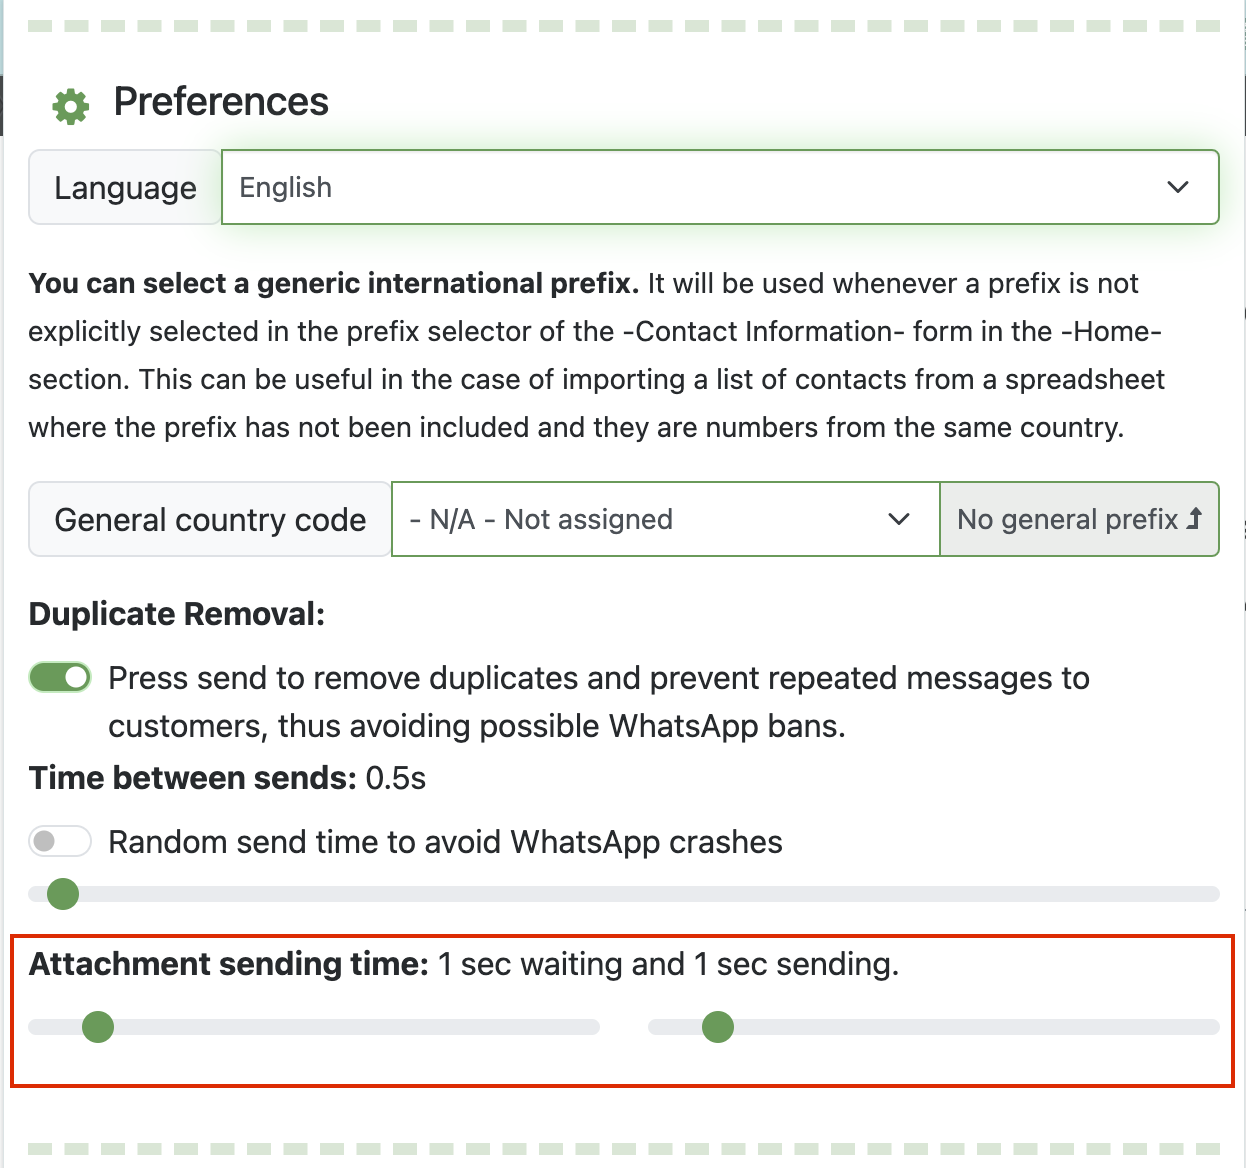 Preferences
Language English
You can select a generic international prefix. It will be used whenever a prefix is not
explicitly selected in the prefix selector of the -Contact Information- form in the -Home-
section. This can be useful in the case of importing a list of contacts from a spreadsheet
where the prefix has not been included and they are numbers from the same country.
General country code - N/A - Not assigned No general prefix
Duplicate Removal:
Press send to remove duplicates and prevent repeated messages to
customers, thus avoiding possible WhatsApp bans.
Time between sends: 0.5s
Random send time to avoid WhatsApp crashes
Attachment sending time: 1 sec waiting and 1 sec sending.